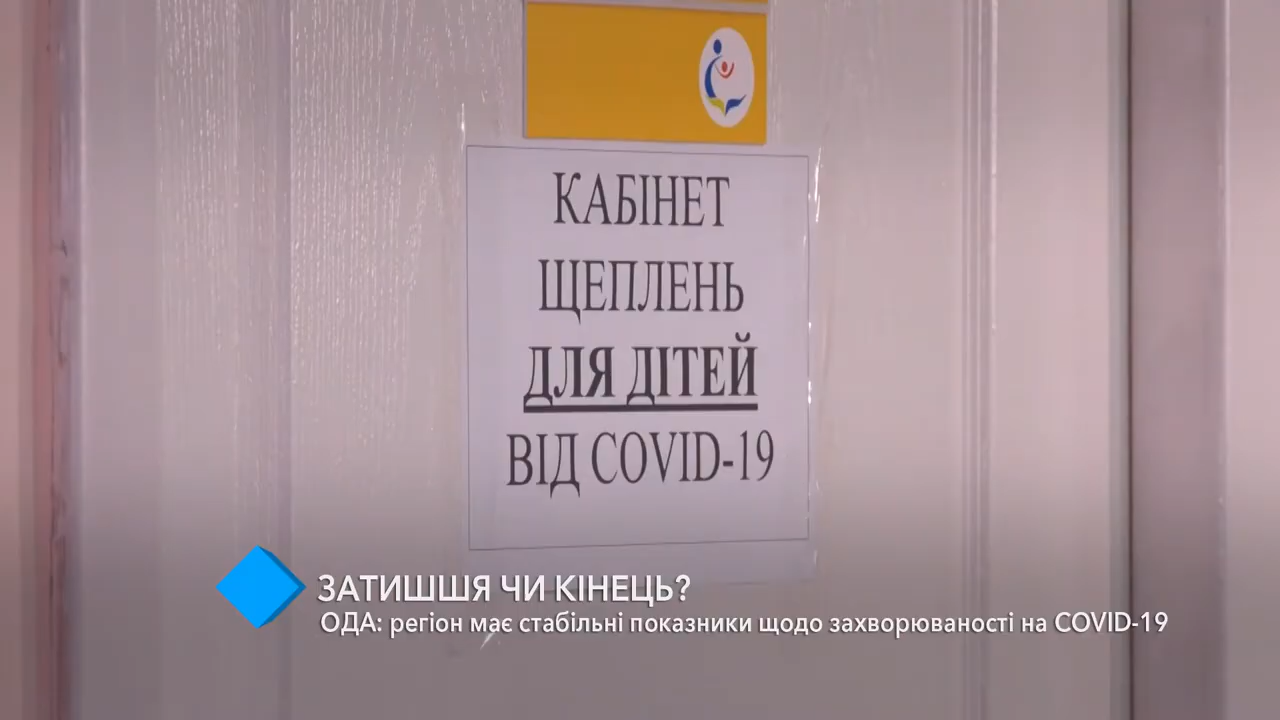 КАБІНЕТ
ЩЕПЛЕНЬ
ДЛЯ ДІТЕЙ
ВІД COVID-19
ЗАТИШШЯ ЧИ КІНЕЦЬ?
ОДА: регіон має стабільні показники щодо захворюваності на COVID-19